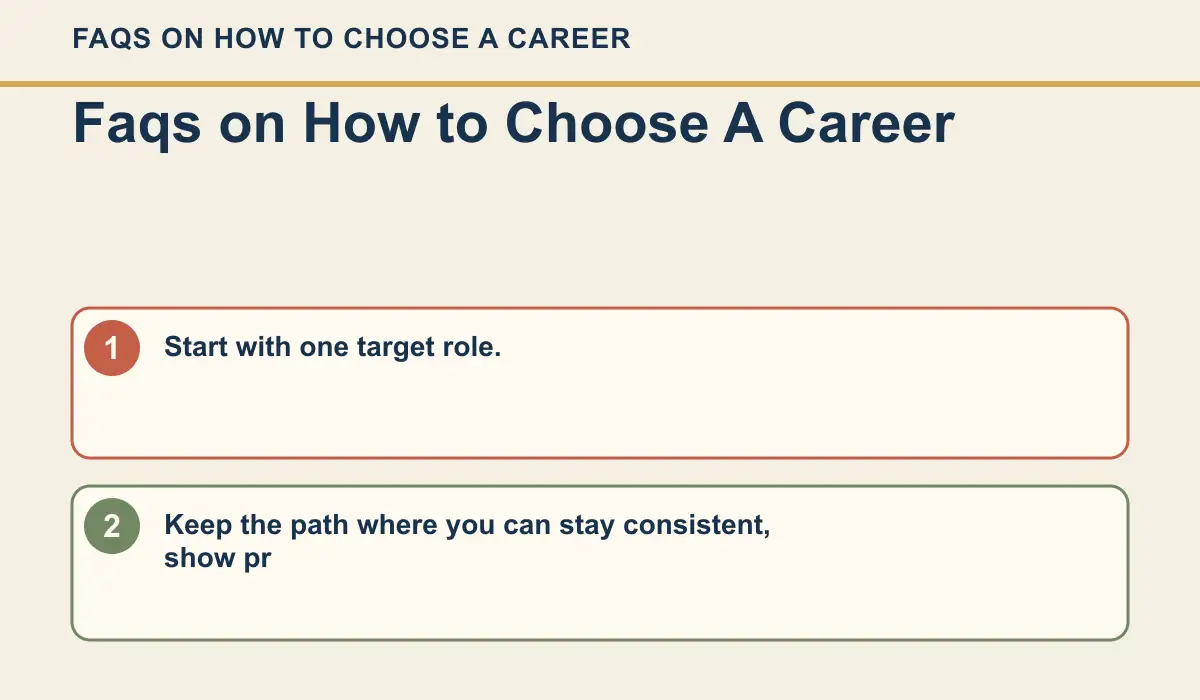 FAQS ON HOW TO CHOOSE A CAREER
Faqs on How to Choose A Career
1
Start with one target role.
2
Keep the path where you can stay consistent,
show pr